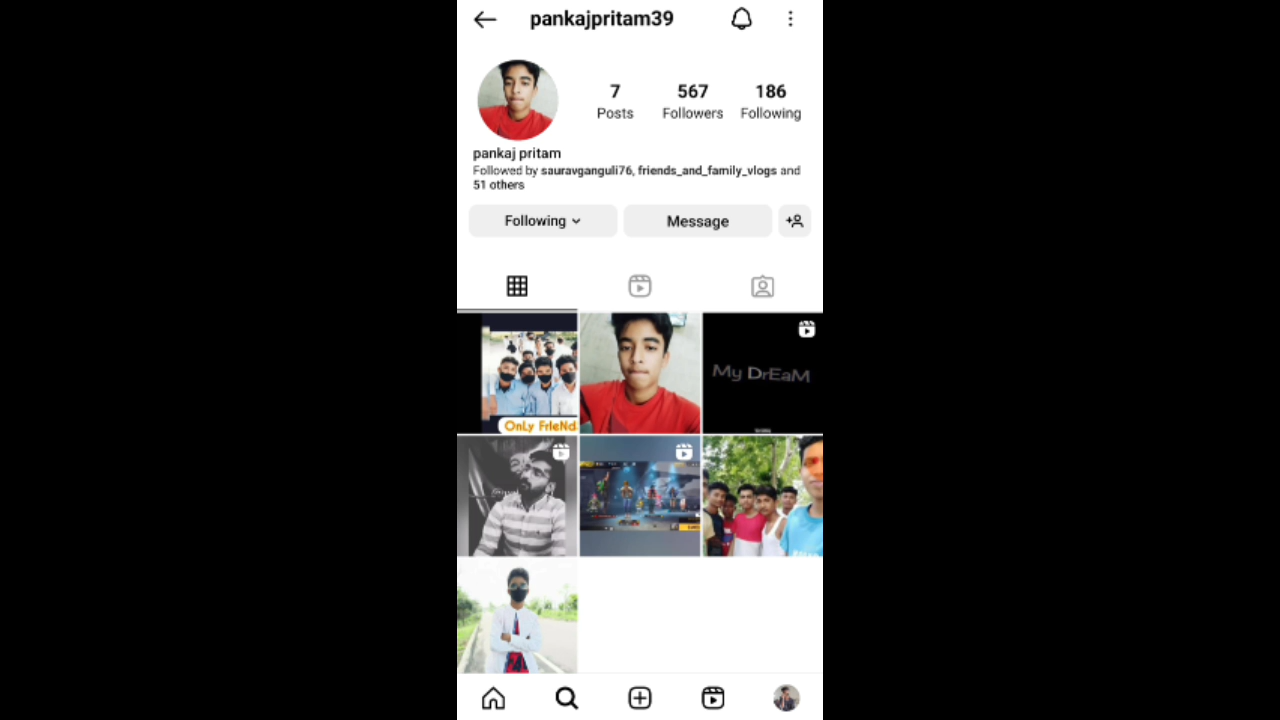 pankajpritam39
7
567
186
Posts
Followers
Following
pankaj pritam
Followed by sauravganguli76, friends_and_family_vlogs and
51 others
Following
Message
OnLy FrIeNd
My DrEaM